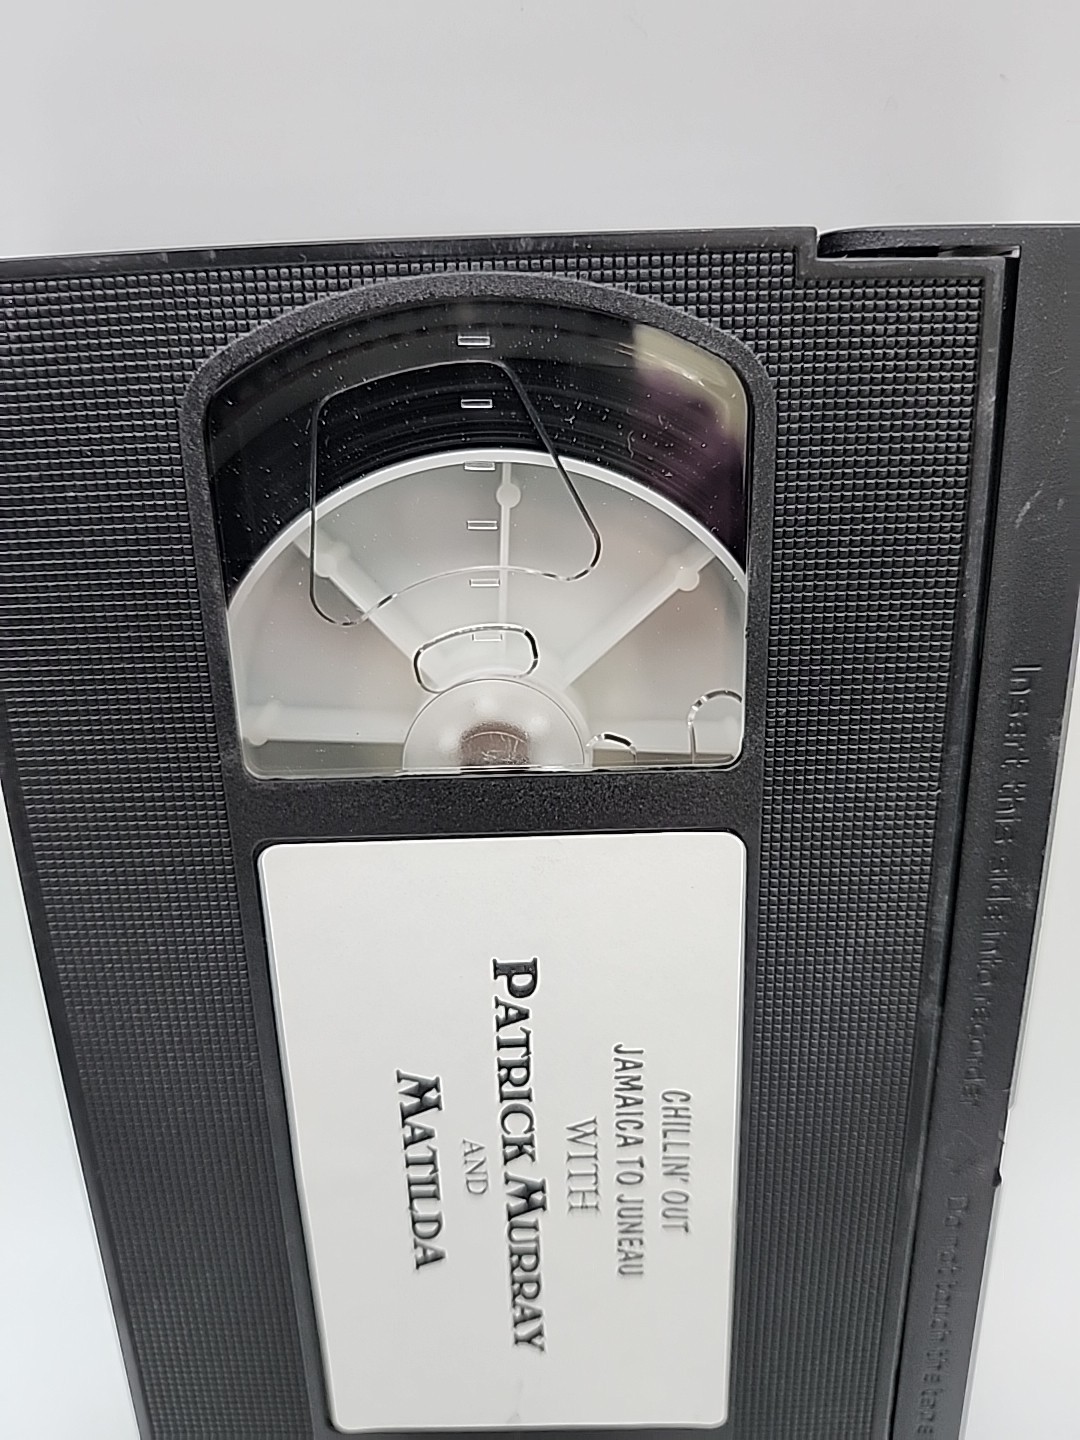 CHILLIN' OUT
JAMAICA TO JUNEAU
WITH
PATRICK MURRAY
AND
MATILDA
Insert this side into recorder
Do not touch the tape